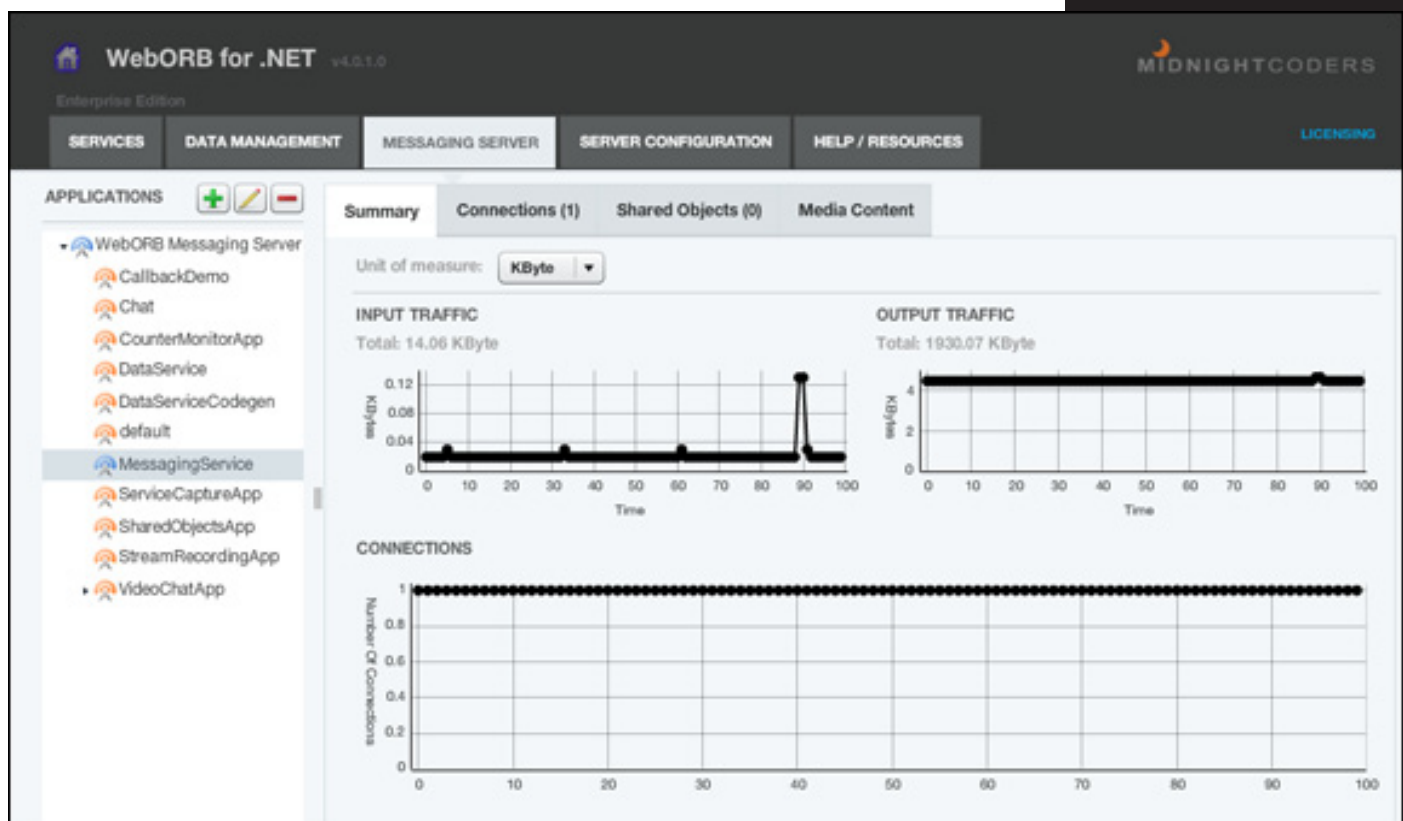 WebORB for .NET v4.0.1.0
MIDNIGHTCODERS
Enterprise Edition
SERVICES DATA MANAGEMENT MESSAGING SERVER SERVER CONFIGURATION HELP / RESOURCES LICENSING
APPLICATIONS
WebORB Messaging Server
CallbackDemo
Chat
CounterMonitorApp
DataService
DataServiceCodegen
default
MessagingService
ServiceCaptureApp
SharedObjectsApp
StreamRecordingApp
VideoChatApp
Summary Connections (1) Shared Objects (0) Media Content
Unit of measure: KByte
INPUT TRAFFIC
Total: 14.06 KByte
KBytes
0.12
0.08
0.04
0
0 10 20 30 40 50 60 70 80 90 100
Time
OUTPUT TRAFFIC
Total: 1930.07 KByte
KBytes
4
2
0
0 10 20 30 40 50 60 70 80 90 100
Time
CONNECTIONS
Number Of Connections
1
0.8
0.6
0.4
0.2
0
0 10 20 30 40 50 60 70 80 90 100